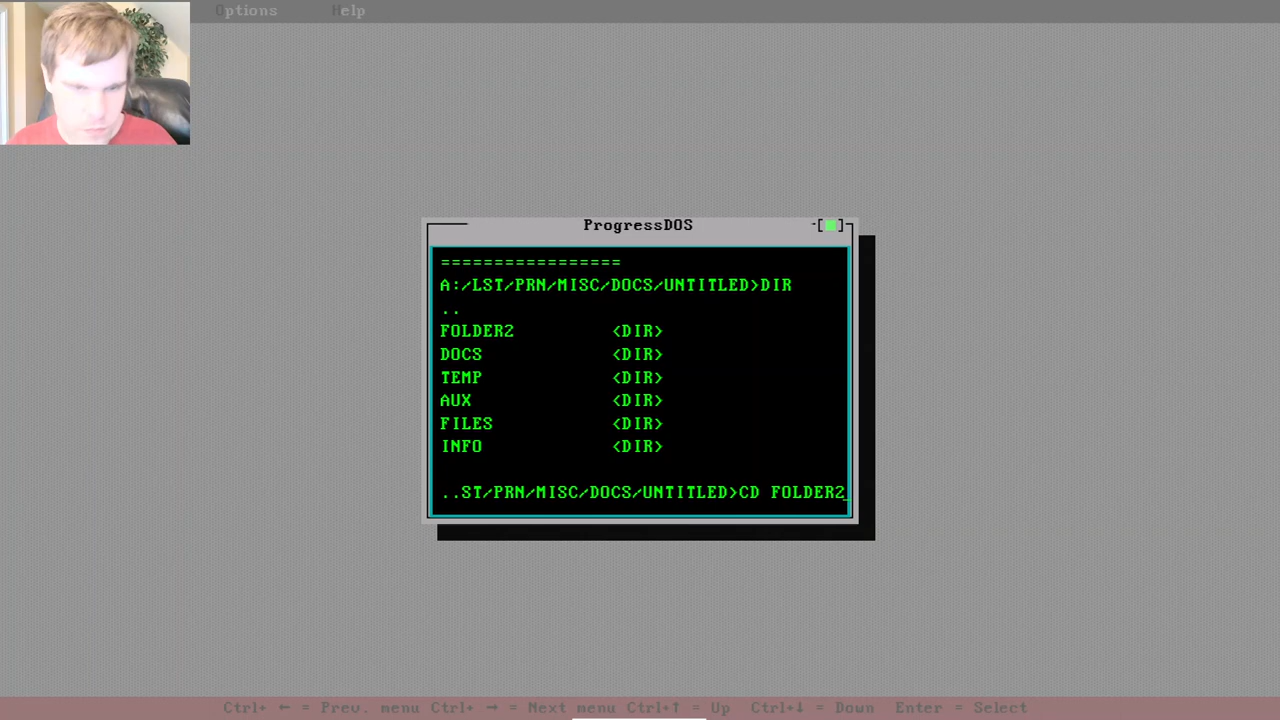 Options Help
ProgressDOS
-[■]
=================
A:/LST/PRN/MISC/DOCS/UNTITLED>DIR
..
FOLDER2 <DIR>
DOCS <DIR>
TEMP <DIR>
AUX <DIR>
FILES <DIR>
INFO <DIR>
..ST/PRN/MISC/DOCS/UNTITLED>CD FOLDER2_
Ctrl+ ← = Prev. menu Ctrl+ → = Next menu Ctrl+↑ = Up Ctrl+↓ = Down Enter = Select